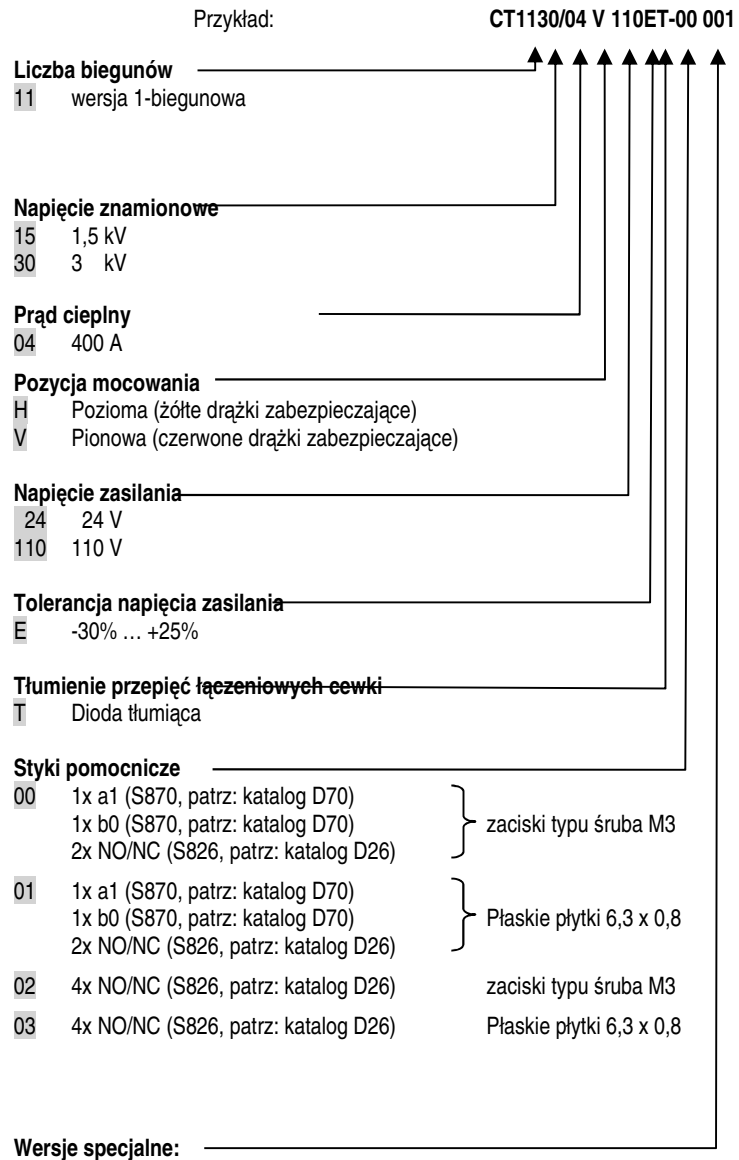 Przykład: CT1130/04 V 110ET-00 001
Liczba biegunów
11 wersja 1-biegunowa
Napięcie znamionowe
15 1,5 kV
30 3 kV
Prąd cieplny
04 400 A
Pozycja mocowania
H Pozioma (żółte drążki zabezpieczające)
V Pionowa (czerwone drążki zabezpieczające)
Napięcie zasilania
24 24 V
110 110 V
Tolerancja napięcia zasilania
E -30% … +25%
Tłumienie przepięć łączeniowych cewki
T Dioda tłumiąca
Styki pomocnicze
00 1x a1 (S870, patrz: katalog D70)
1x b0 (S870, patrz: katalog D70) zaciski typu śruba M3
2x NO/NC (S826, patrz: katalog D26)
01 1x a1 (S870, patrz: katalog D70)
1x b0 (S870, patrz: katalog D70) Płaskie płytki 6,3 x 0,8
2x NO/NC (S826, patrz: katalog D26)
02 4x NO/NC (S826, patrz: katalog D26) zaciski typu śruba M3
03 4x NO/NC (S826, patrz: katalog D26) Płaskie płytki 6,3 x 0,8
Wersje specjalne: